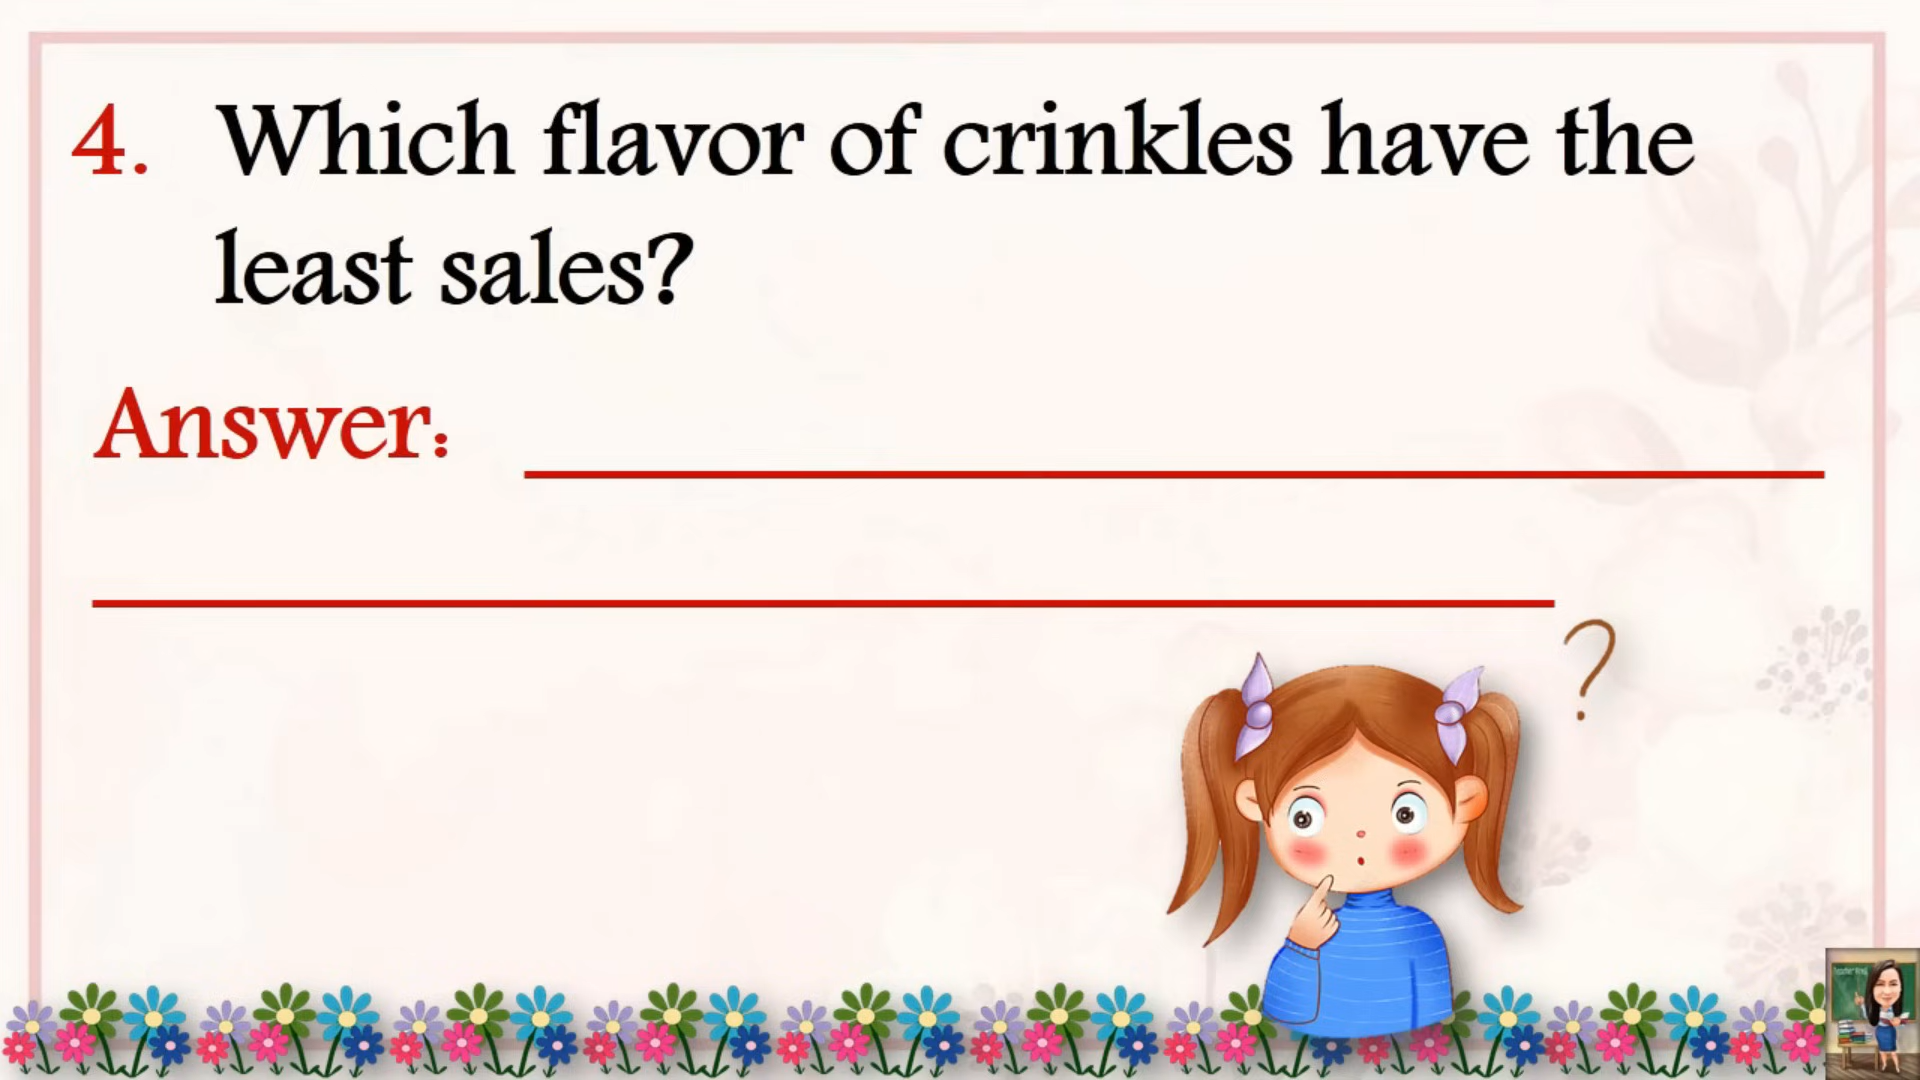 4. Which flavor of crinkles have the
least sales?
Answer:
?